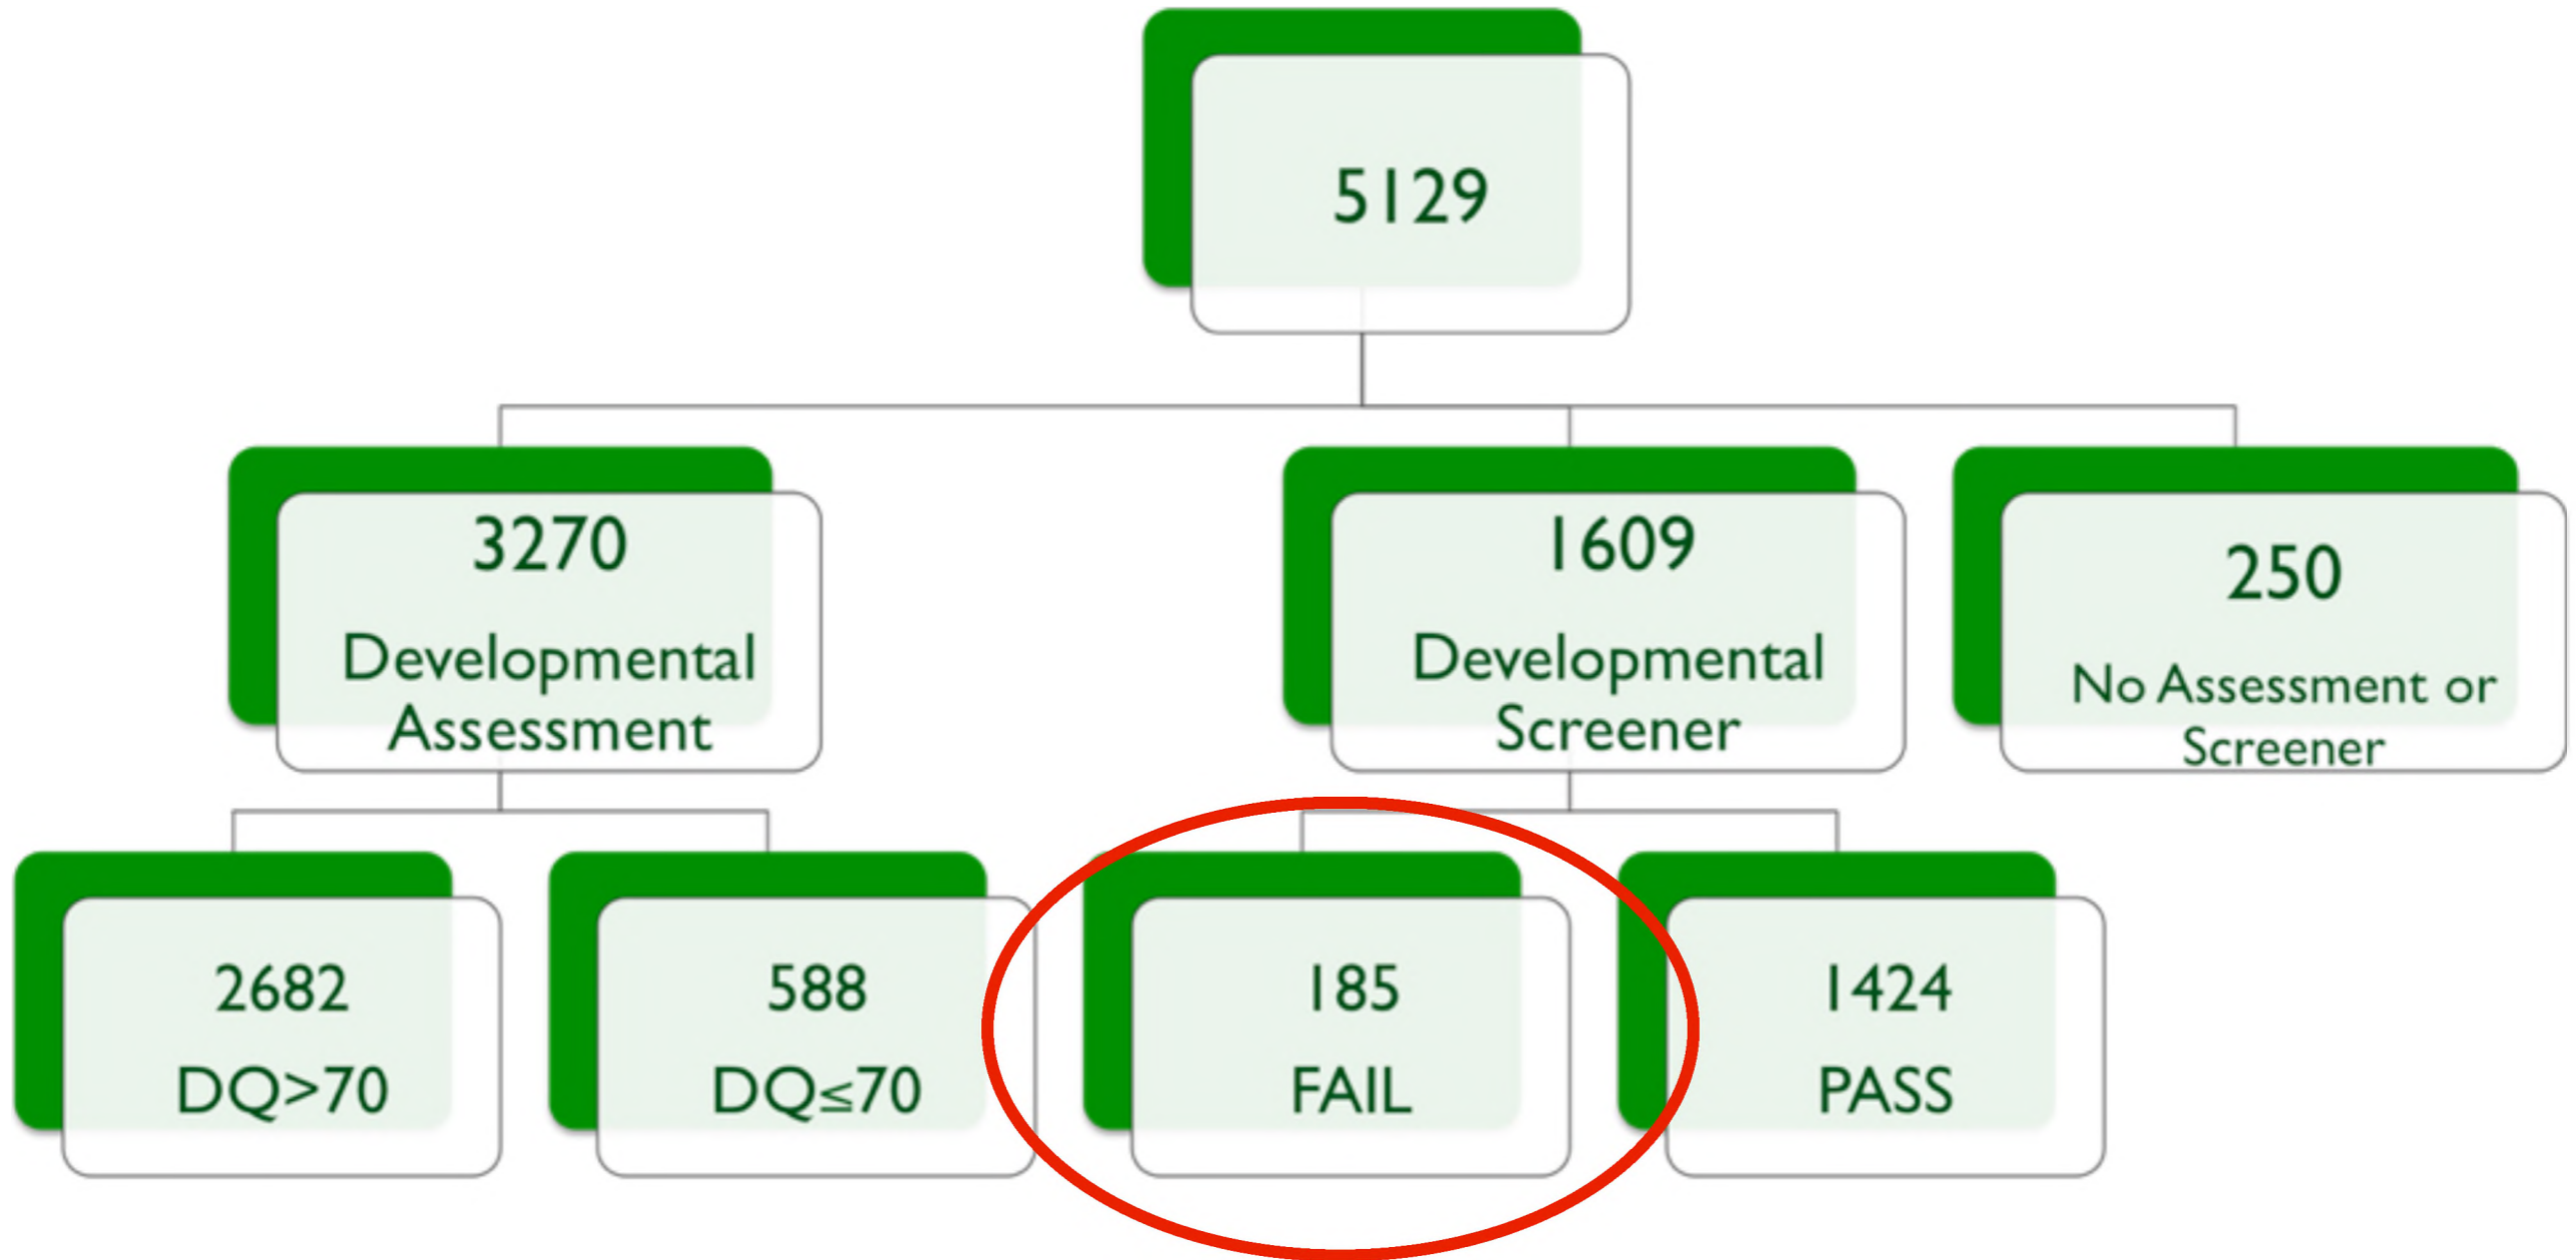 5129
3270
Developmental
Assessment
1609
Developmental
Screener
250
No Assessment or
Screener
2682
DQ>70
588
DQ≤70
185
FAIL
1424
PASS